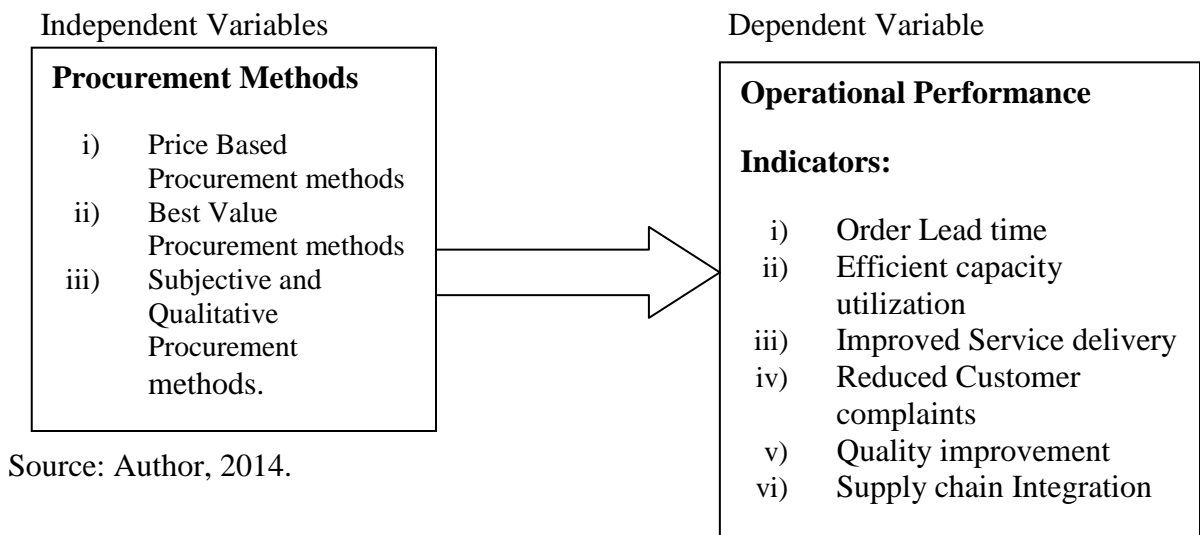 Independent Variables
Procurement Methods
i) Price Based
Procurement methods
ii) Best Value
Procurement methods
iii) Subjective and
Qualitative
Procurement
methods.
Source: Author, 2014.
Dependent Variable
Operational Performance
Indicators:
i) Order Lead time
ii) Efficient capacity
utilization
iii) Improved Service delivery
iv) Reduced Customer
complaints
v) Quality improvement
vi) Supply chain Integration